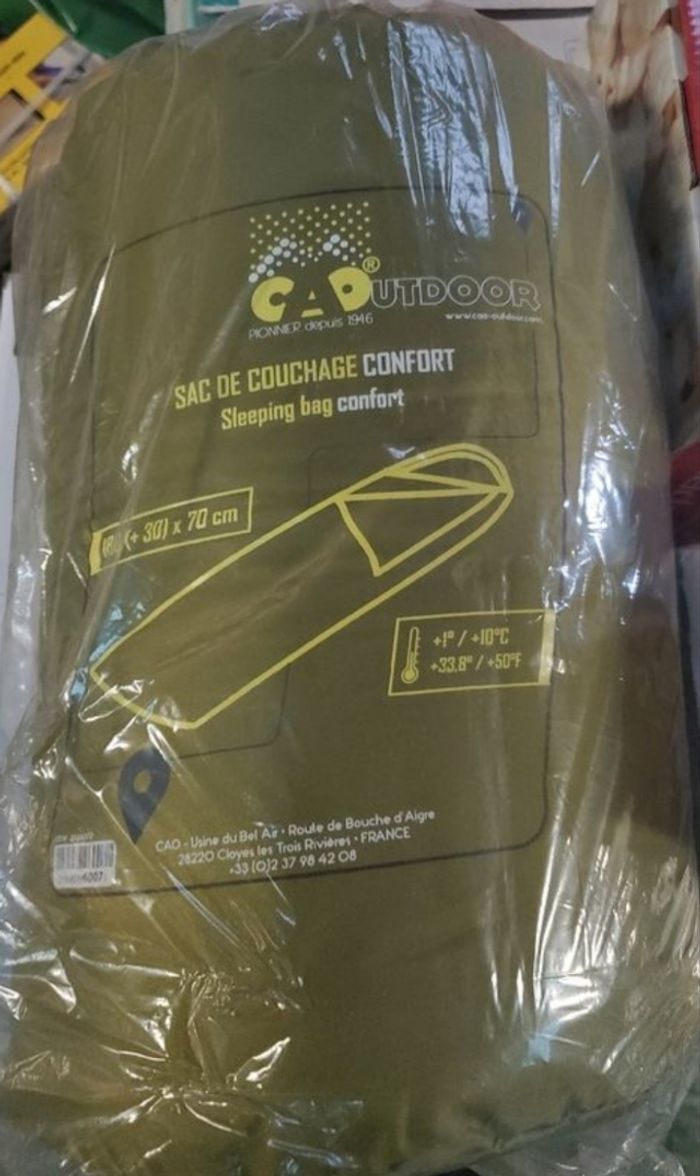 CAO®UTDOOR
PIONNIER depuis 1946
www.cao-outdoor.com
SAC DE COUCHAGE CONFORT
Sleeping bag confort
(+ 30) x 70 cm
+1° / +10°C
+33,8° / +50°F
CAO - Usine du Bel Air • Route de Bouche d'Aigre
28220 Cloyes les Trois Rivières • FRANCE
+33 (0)2 37 98 42 08